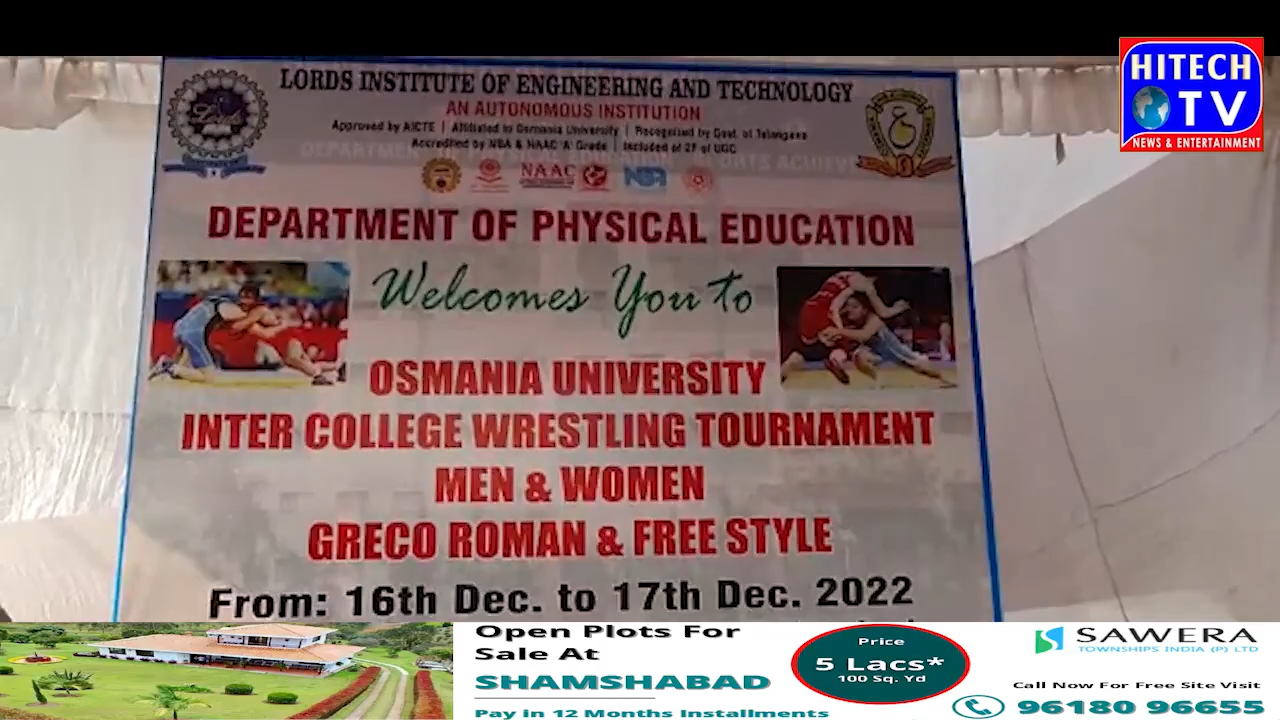 LORDS INSTITUTE OF ENGINEERING AND TECHNOLOGY
AN AUTONOMOUS INSTITUTION
Approved by AICTE | Affiliated to Osmania University | Recognized by Govt. of Telangana
Accredited by NBA & NAAC 'A' Grade | Included of 2F of UGC
NAAC
DEPARTMENT OF PHYSICAL EDUCATION
Welcomes You to
OSMANIA UNIVERSITY
INTER COLLEGE WRESTLING TOURNAMENT
MEN & WOMEN
GRECO ROMAN & FREE STYLE
From: 16th Dec. to 17th Dec. 2022
HITECH
TV
NEWS & ENTERTAINMENT
Open Plots For
Sale At
SHAMSHABAD
Pay in 12 Months Installments
Price
5 Lacs*
100 Sq. Yd
SAWERA
TOWNSHIPS INDIA (P) LTD
Call Now For Free Site Visit
96180 96655